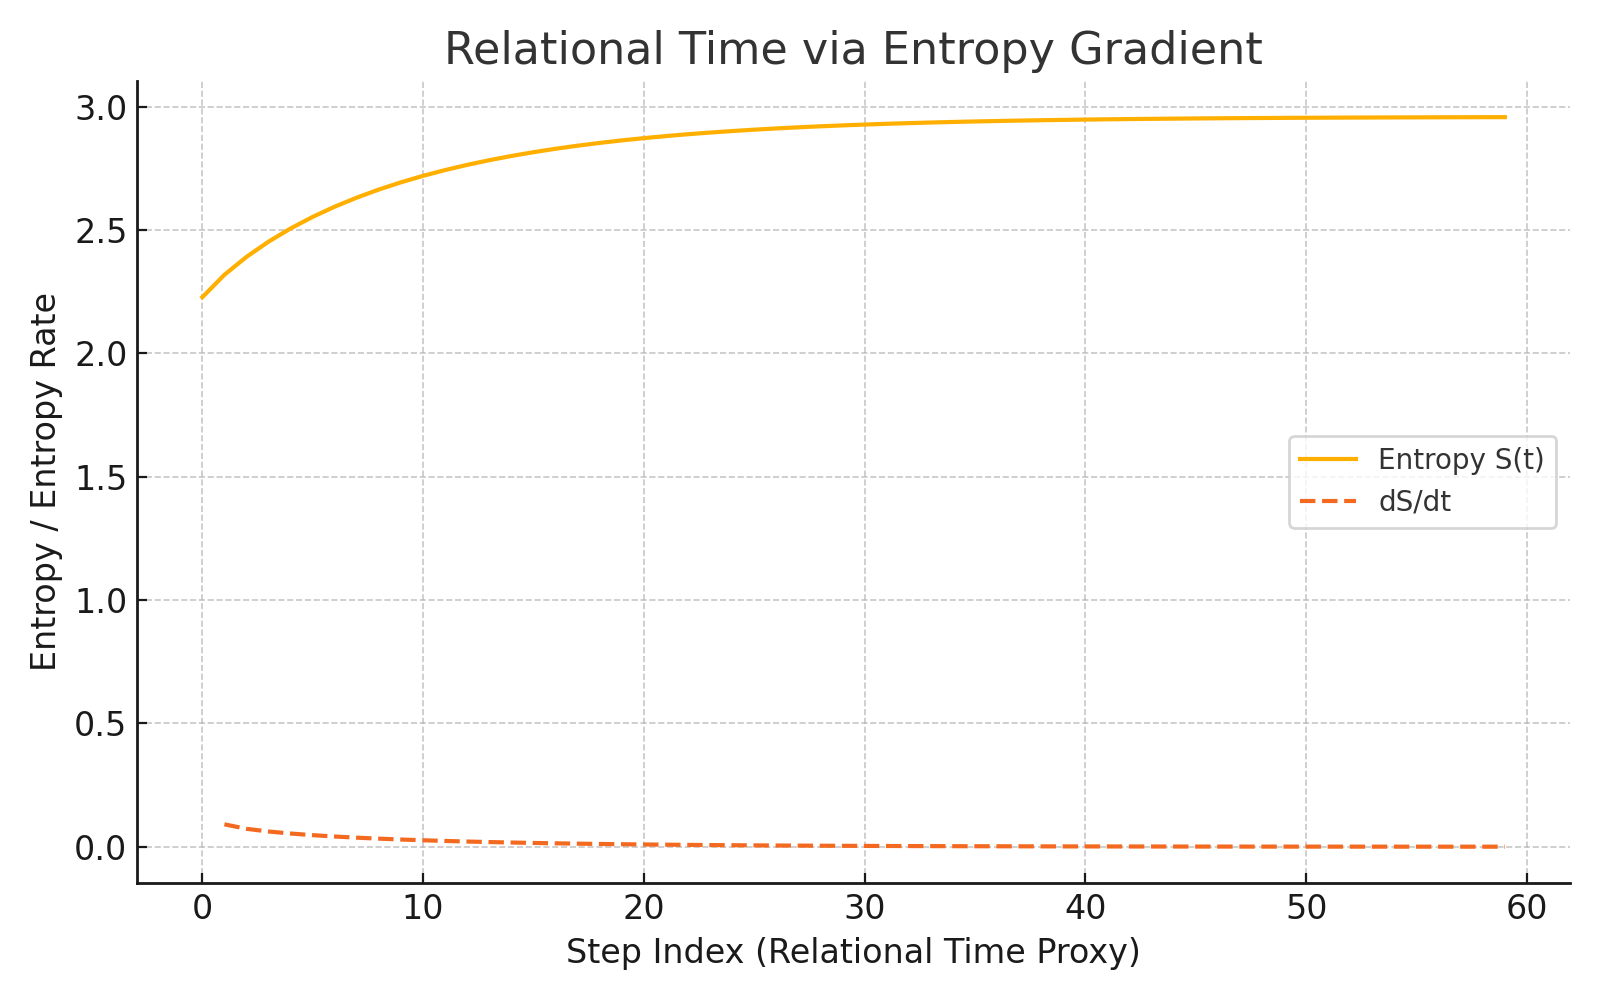 Relational Time via Entropy Gradient
Entropy / Entropy Rate
3.0
2.5
2.0
1.5
1.0
0.5
0.0
Entropy S(t)
dS/dt
0 10 20 30 40 50 60
Step Index (Relational Time Proxy)